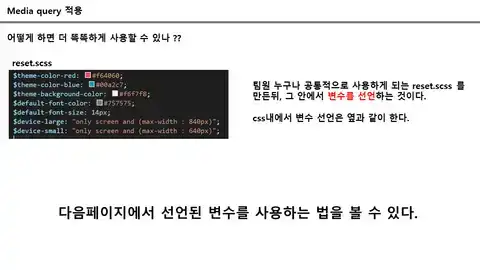 Media query 적용
어떻게 하면 더 똑똑하게 사용할 수 있나 ??
reset.scss
$theme-color-red: #f64060;
$theme-color-blue: #00a2c7;
$theme-background-color: #f6f7f8;
$default-font-color: #757575;
$default-font-size: 14px;
$device-large: "only screen and (max-width : 840px)";
$device-small: "only screen and (max-width : 640px)";
팀원 누구나 공통적으로 사용하게 되는 reset.scss 를
만든뒤, 그 안에서 변수를 선언하는 것이다.
css내에서 변수 선언은 옆과 같이 한다.
다음페이지에서 선언된 변수를 사용하는 법을 볼 수 있다.